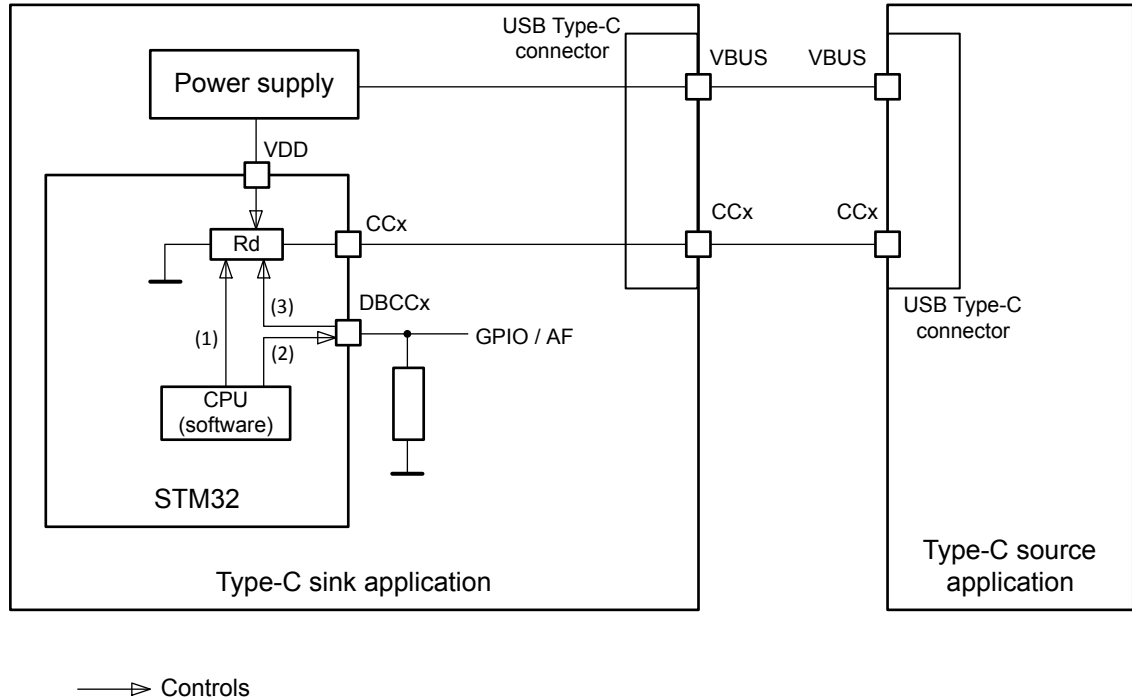 USB Type-C
connector
VBUS
VBUS
Power supply
VDD
CCx
CCx
CCx
Rd
DBCCx
(3)
USB Type-C
connector
(1)
(2)
GPIO / AF
CPU
(software)
STM32
Type-C sink application
Type-C source
application
Controls